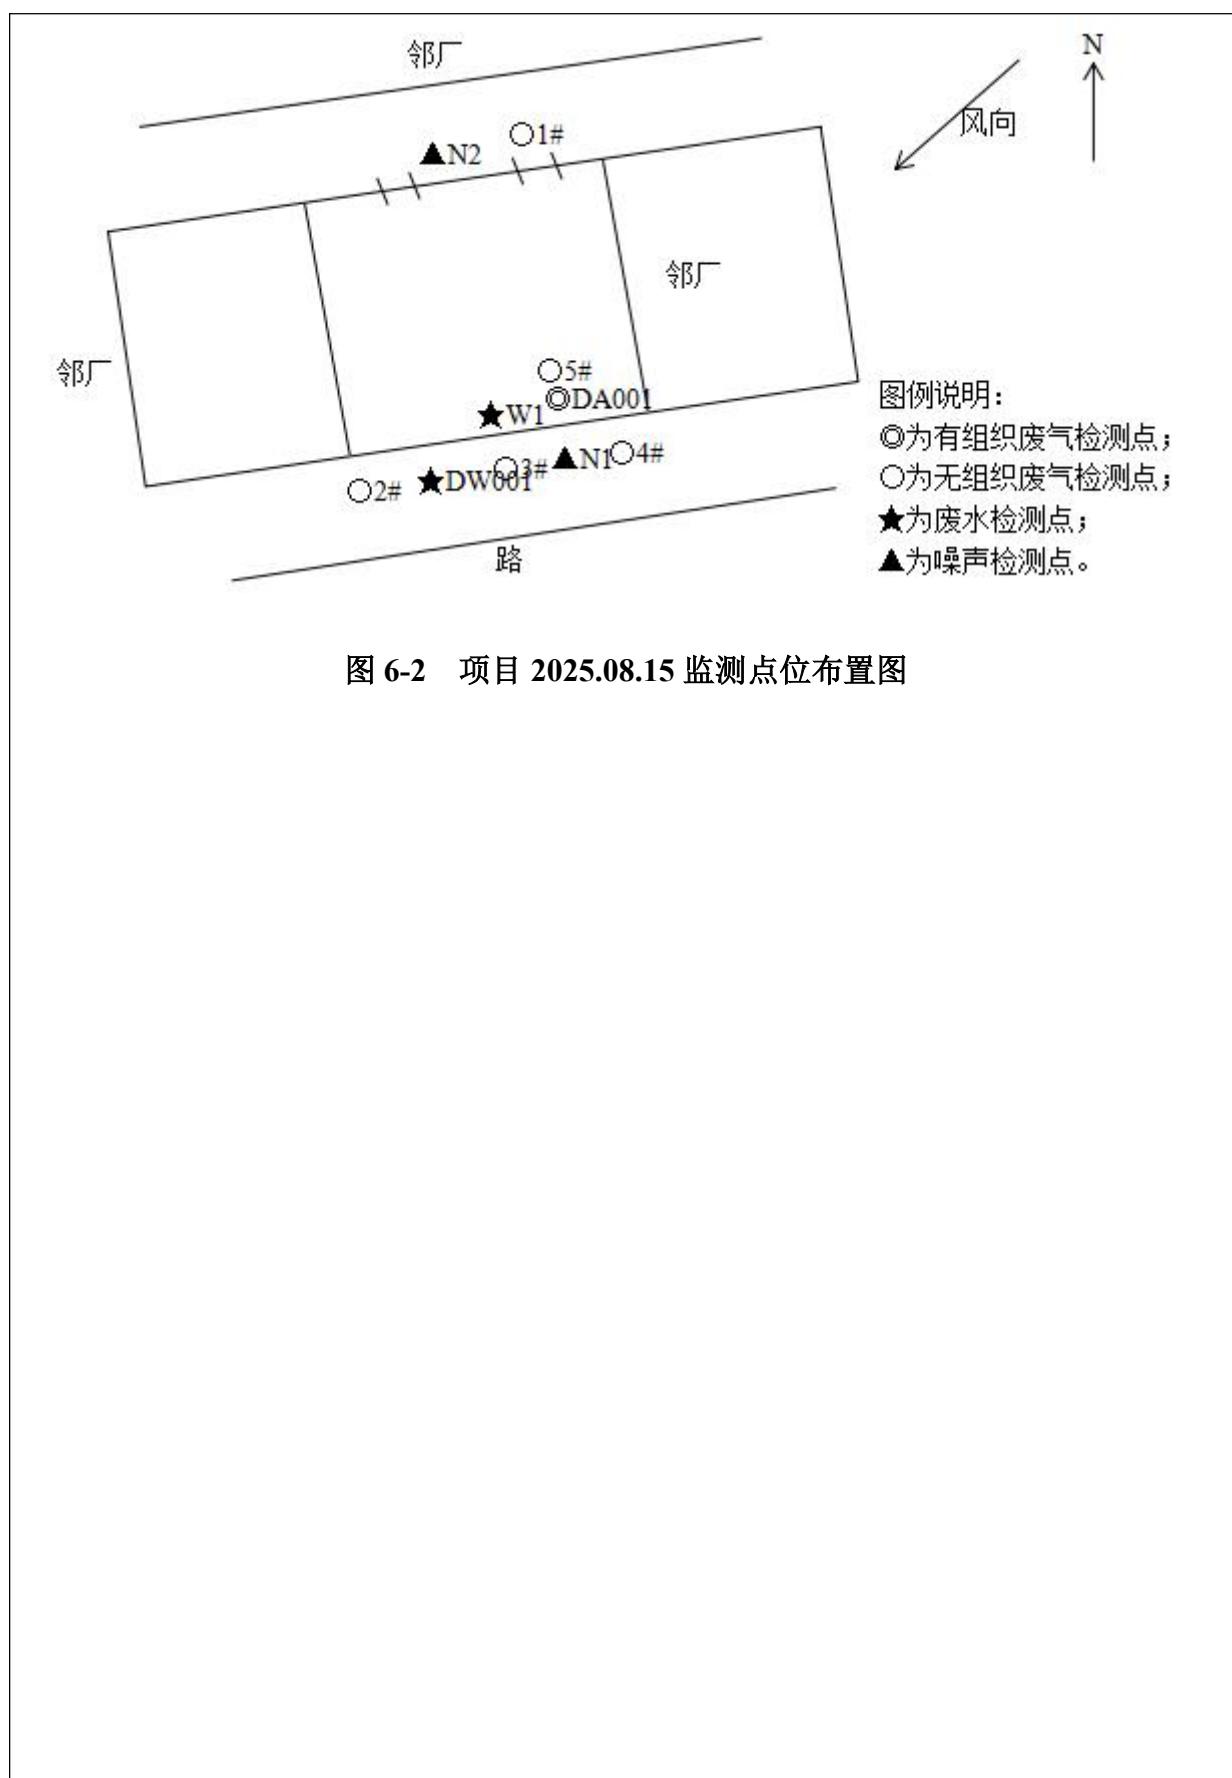 邻厂
N
风向
1#
N2
邻厂
邻厂
5#
DA001
W1
图例说明：
◎为有组织废气检测点；
○为无组织废气检测点；
★为废水检测点；
▲为噪声检测点。
4#
N1
3#
DW001
2#
路
图 6-2 项目 2025.08.15 监测点位布置图